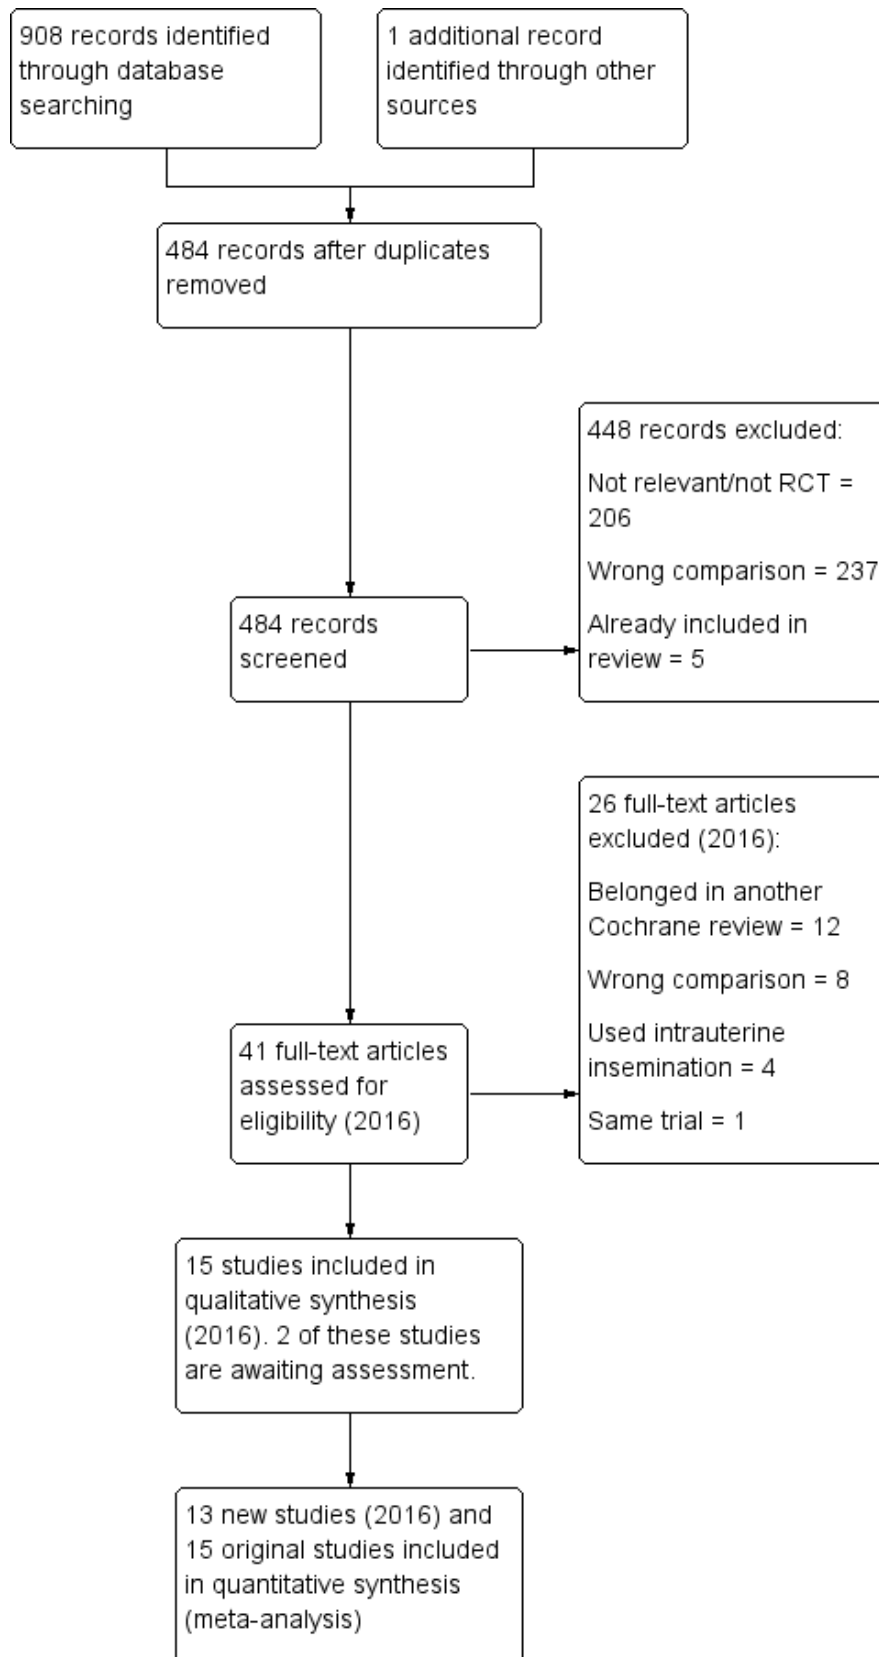 908 records identified
through database
searching
1 additional record
identified through other
sources
484 records after duplicates
removed
448 records excluded:
Not relevant/not RCT =
206
Wrong comparison = 237
Already included in
review = 5
484 records
screened
26 full-text articles
excluded (2016):
Belonged in another
Cochrane review = 12
Wrong comparison = 8
Used intrauterine
insemination = 4
Same trial = 1
41 full-text articles
assessed for
eligibility (2016)
15 studies included in
qualitative synthesis
(2016). 2 of these studies
are awaiting assessment.
13 new studies (2016) and
15 original studies included
in quantitative synthesis
(meta-analysis)